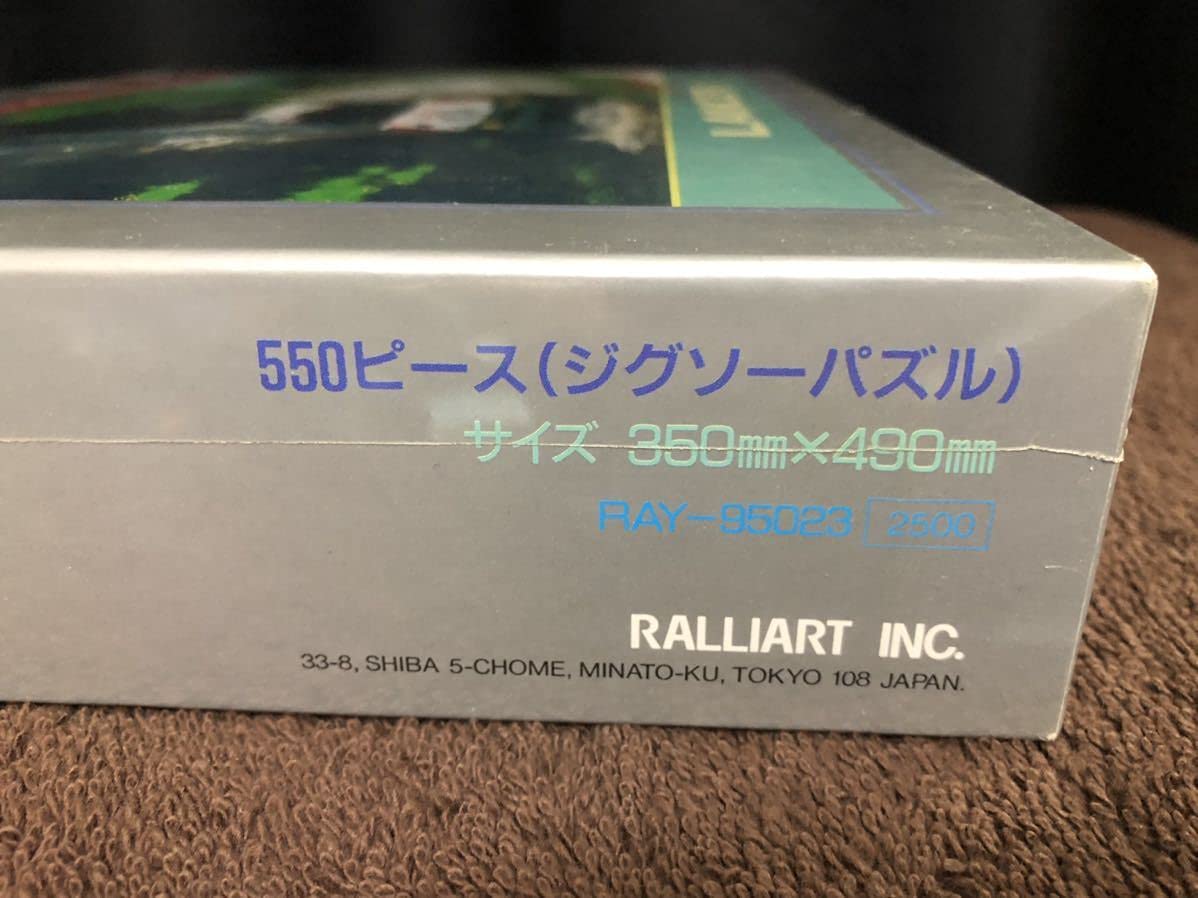 550ピース(ジグソーパズル)
サイズ 350㎜×490㎜
RAY-95023 2500
RALLIART INC.
33-8, SHIBA 5-CHOME, MINATO-KU, TOKYO 108 JAPAN.